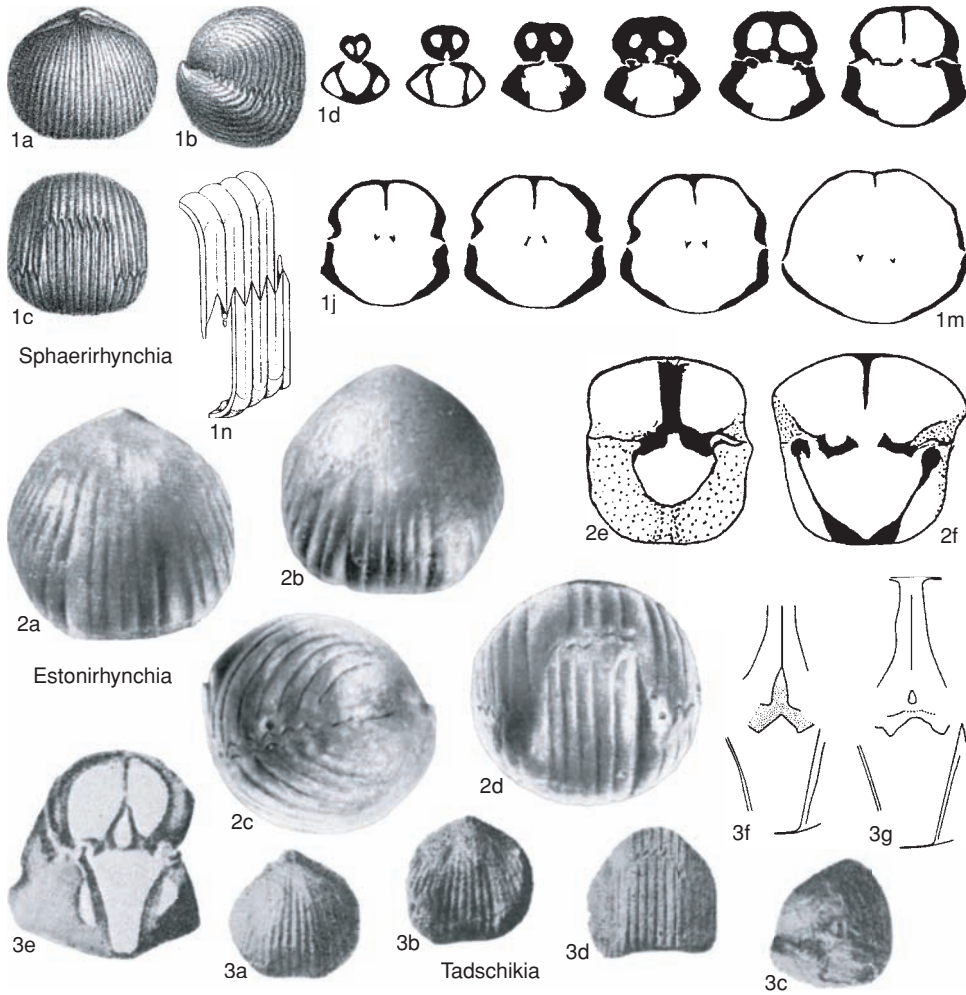 1a
1b
1d
1c
1n
1j
1m
Sphaerirhynchia
2a
2b
2e
2f
Estonirhynchia
2c
2d
3f
3g
3e
3a
3b
Tadschikia
3d
3c